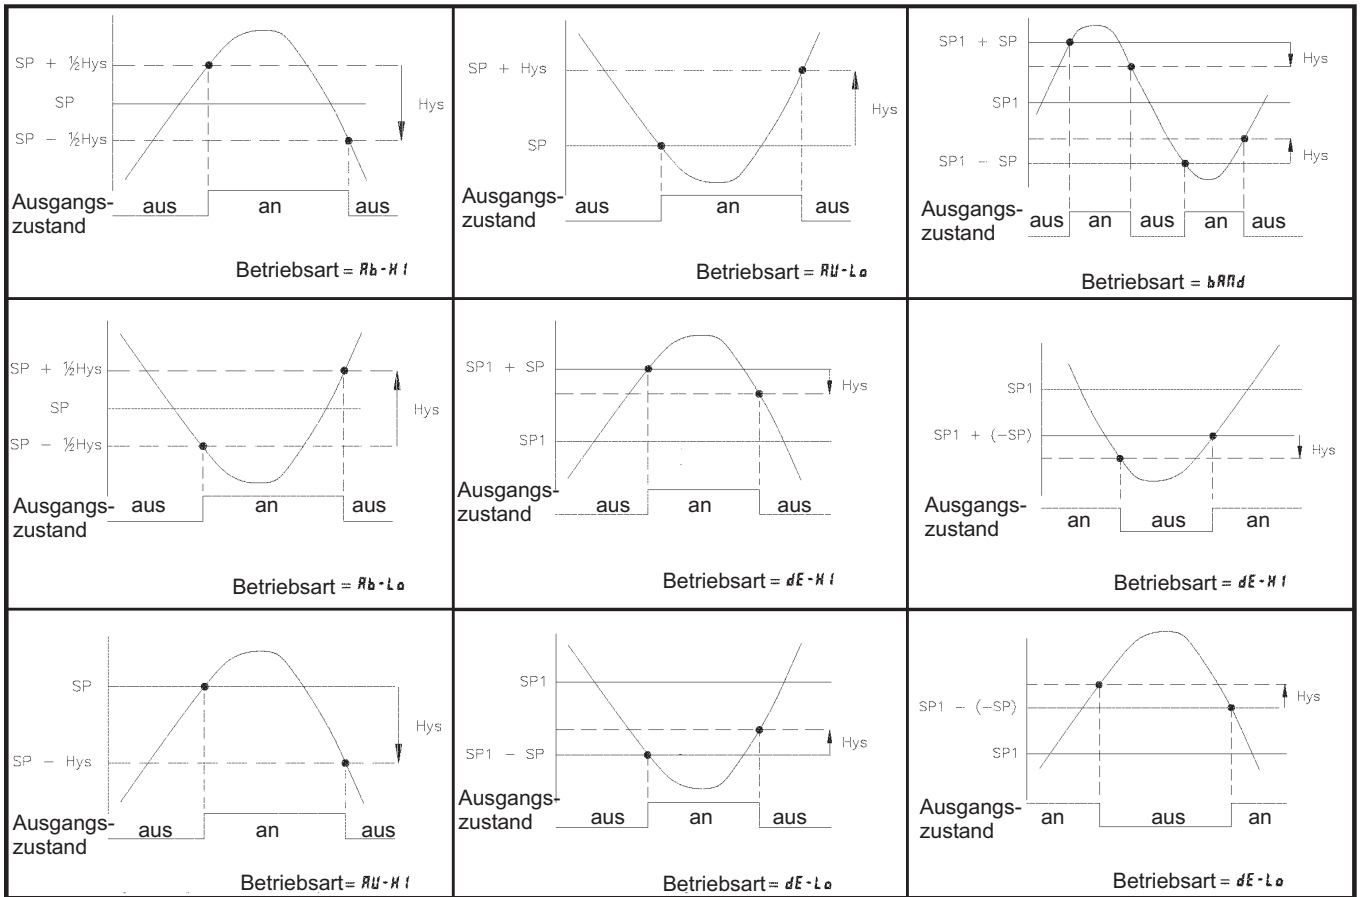 SP + ½Hys
SP
SP - ½Hys
Hys
Ausgangs-
zustand
aus an aus
Betriebsart = Ab-HI
SP + Hys
SP
Hys
Ausgangs-
zustand
aus an aus
Betriebsart = AU-Lo
SP1 + SP
Hys
SP1
SP1 - SP
Hys
Ausgangs-
zustand
aus an aus an aus
Betriebsart = bANd
SP + ½Hys
SP
SP - ½Hys
Hys
Ausgangs-
zustand
aus an aus
Betriebsart = Ab-Lo
SP1 + SP
Hys
SP1
Ausgangs-
zustand
aus an aus
Betriebsart = dE-HI
SP1
SP1 + (-SP)
Hys
Ausgangs-
zustand
an aus an
Betriebsart = dE-HI
SP
Hys
SP - Hys
Ausgangs-
zustand
aus an aus
Betriebsart = AU-HI
SP1
SP1 - SP
Hys
Ausgangs-
zustand
aus an aus
Betriebsart = dE-Lo
Hys
SP1 - (-SP)
SP1
Ausgangs-
zustand
an aus an
Betriebsart = dE-Lo